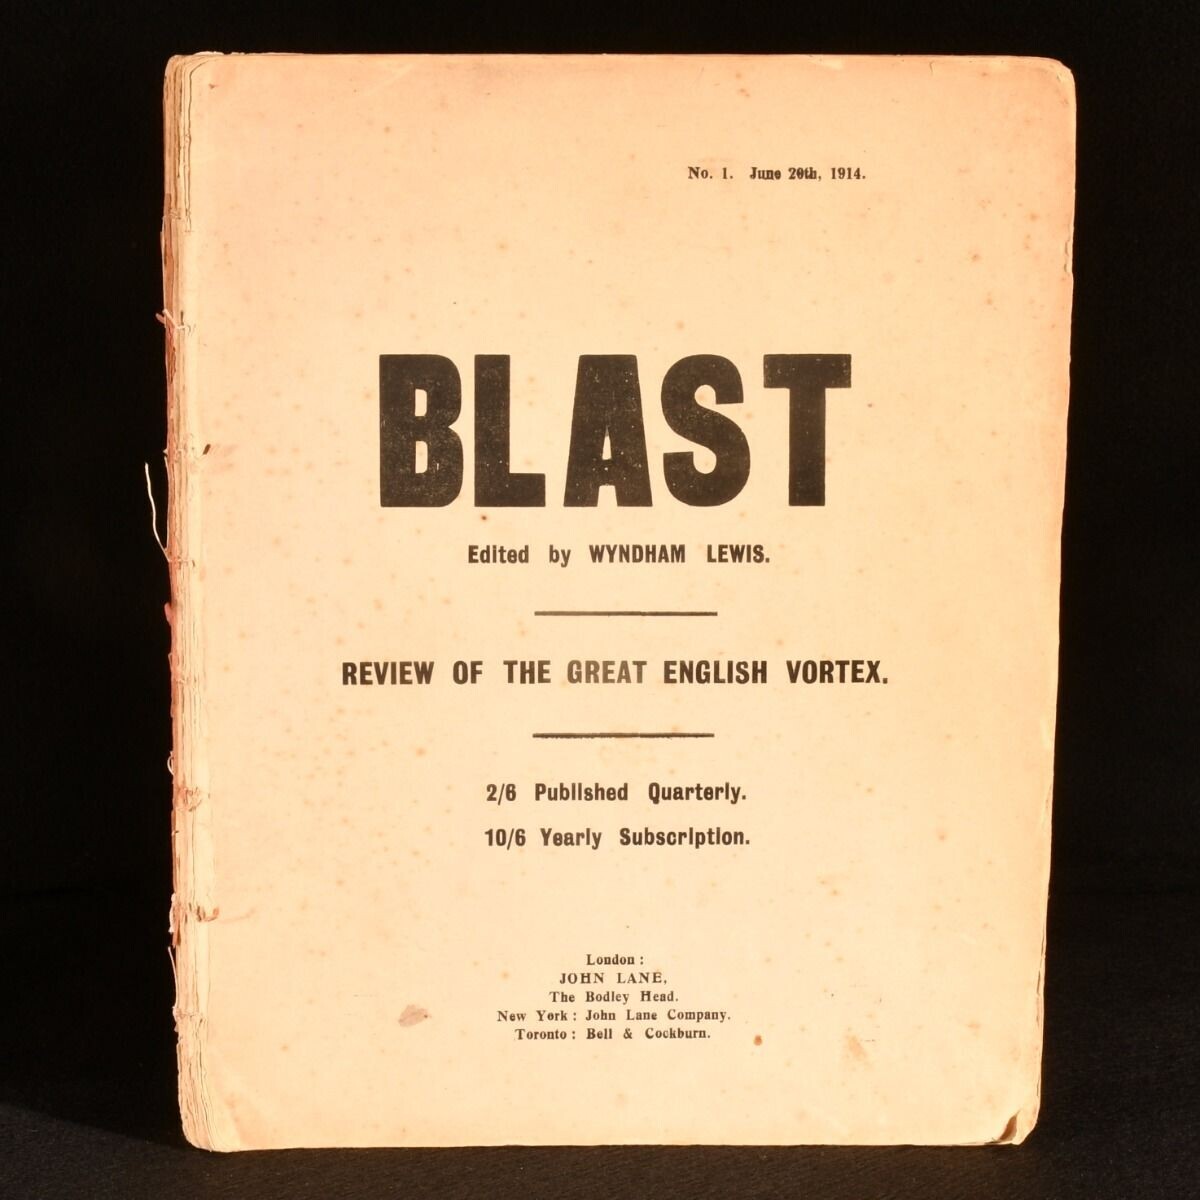 No. 1. June 20th, 1914.
BLAST
Edited by WYNDHAM LEWIS.
REVIEW OF THE GREAT ENGLISH VORTEX.
2/6 Published Quarterly.
10/6 Yearly Subscription.
London :
JOHN LANE,
The Bodley Head.
New York : John Lane Company.
Toronto : Bell & Cockburn.